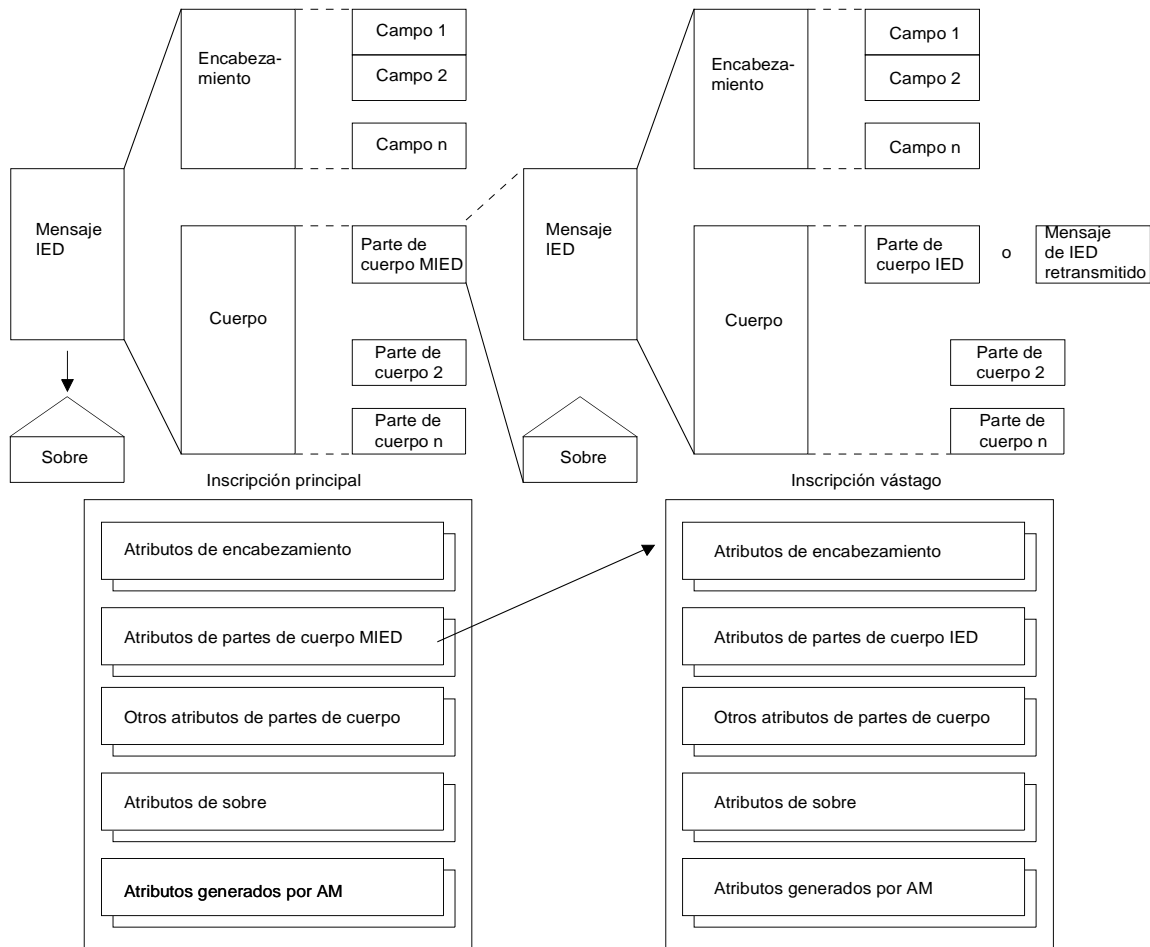 Encabeza-
miento
Campo 1
Campo 2
Campo n
Mensaje
IED
Cuerpo
Parte de
cuerpo MIED
Parte de
cuerpo 2
Parte de
cuerpo n
Sobre
Encabeza-
miento
Campo 1
Campo 2
Campo n
Mensaje
IED
Cuerpo
Parte de
cuerpo IED
o
Mensaje
de IED
retransmitido
Parte de
cuerpo 2
Parte de
cuerpo n
Sobre
Inscripción principal
Atributos de encabezamiento
Atributos de partes de cuerpo MIED
Otros atributos de partes de cuerpo
Atributos de sobre
Atributos generados por AM
Inscripción vástago
Atributos de encabezamiento
Atributos de partes de cuerpo IED
Otros atributos de partes de cuerpo
Atributos de sobre
Atributos generados por AM